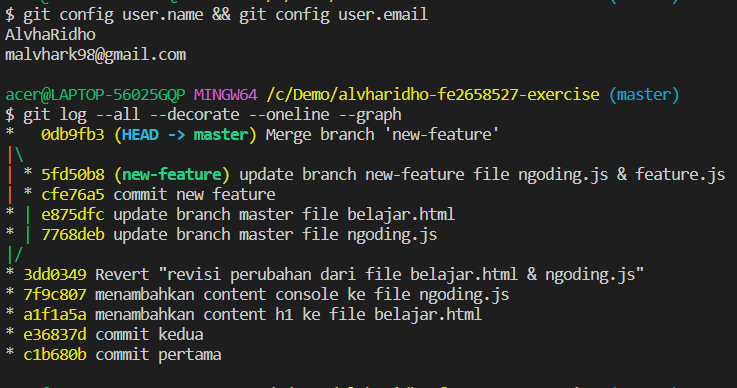 $ git config user.name && git config user.email
AlvhaRidho
malvhark98@gmail.com
acer@LAPTOP-56025GQP MINGW64 /c/Demo/alvharidho-fe2658527-exercise (master)
$ git log --all --decorate --oneline --graph
*   0db9fb3 (HEAD -> master) Merge branch 'new-feature'
|\
| * 5fd50b8 (new-feature) update branch new-feature file ngoding.js & feature.js
| * cfe76a5 commit new feature
* | e875dfc update branch master file belajar.html
* | 7768deb update branch master file ngoding.js
|/
* 3dd0349 Revert "revisi perubahan dari file belajar.html & ngoding.js"
* 7f9c807 menambahkan content console ke file ngoding.js
* a1f1a5a menambahkan content h1 ke file belajar.html
* e36837d commit kedua
* c1b680b commit pertama